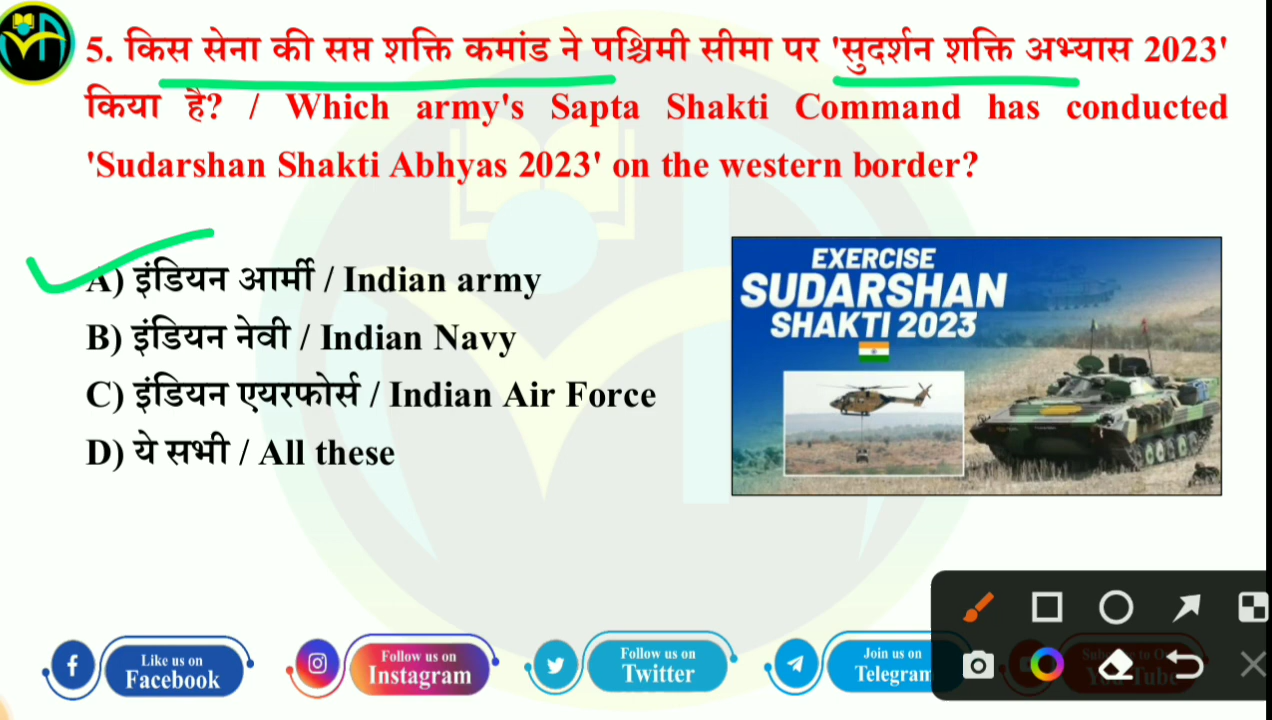 5. किस सेना की सप्त शक्ति कमांड ने पश्चिमी सीमा पर 'सुदर्शन शक्ति अभ्यास 2023'
किया है? / Which army's Sapta Shakti Command has conducted
'Sudarshan Shakti Abhyas 2023' on the western border?
A) इंडियन आर्मी / Indian army
B) इंडियन नेवी / Indian Navy
C) इंडियन एयरफोर्स / Indian Air Force
D) ये सभी / All these
EXERCISE
SUDARSHAN
SHAKTI 2023
Like us on
Facebook
Follow us on
Instagram
Follow us on
Twitter
Join us on
Telegram